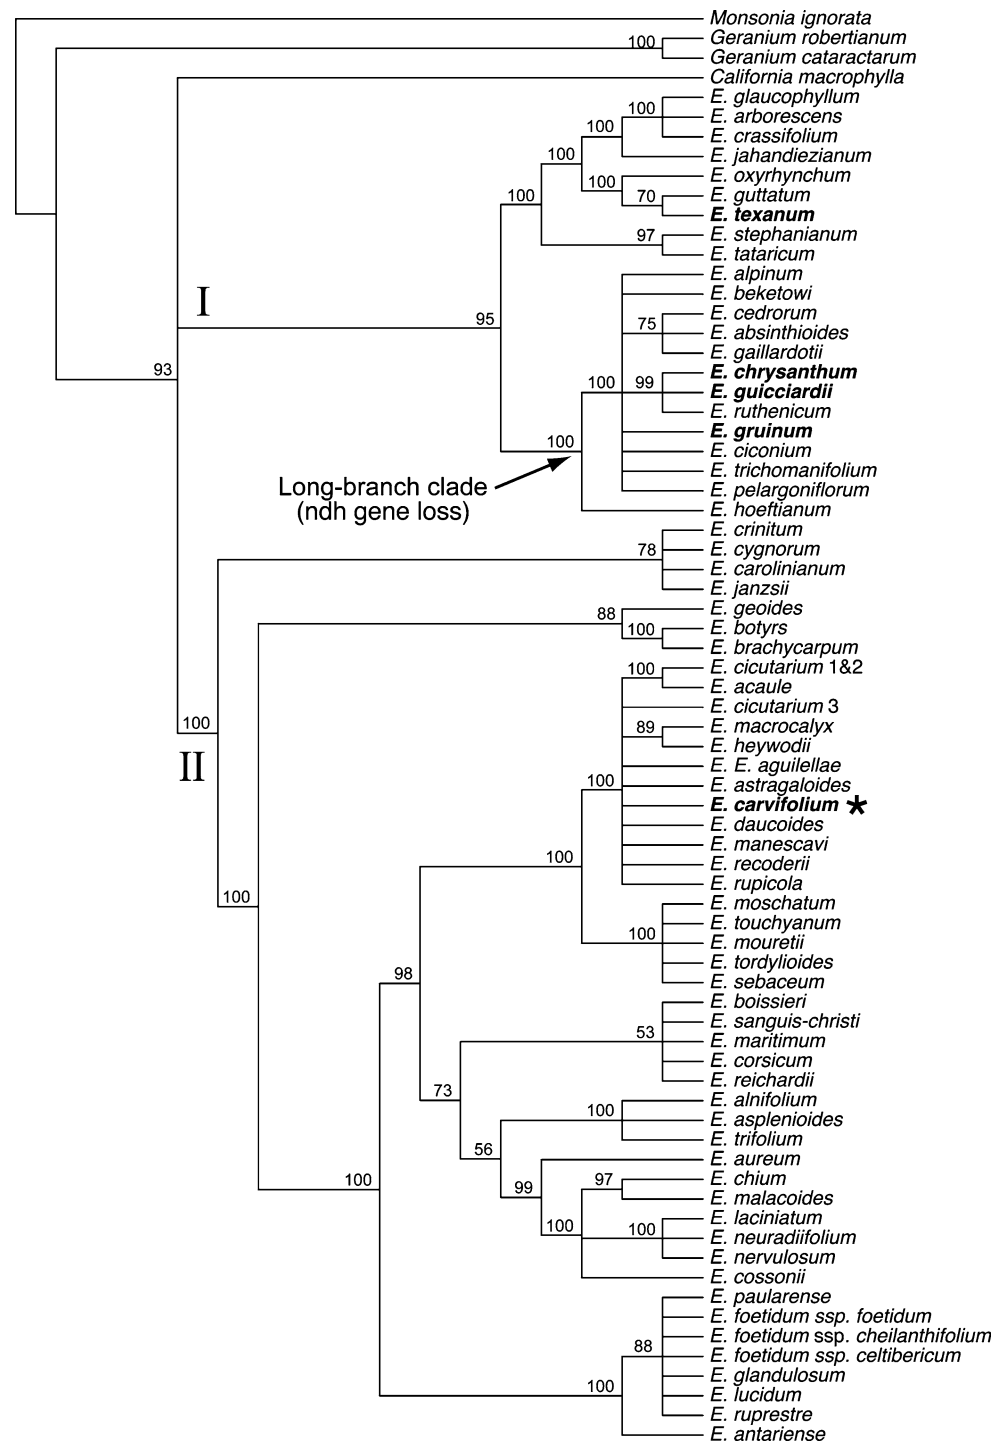 Monsonia ignorata
100
Geranium robertianum
Geranium cataractarum
California macrophylla
E. glaucophyllum
100
E. arborescens
100
E. crassifolium
100
E. jahandiezianum
E. oxyrhynchum
100
70
E. guttatum
100
E. texanum
97
E. stephanianum
E. tataricum
E. alpinum
E. beketowi
I
E. cedrorum
95
75
E. absinthioides
E. gaillardotii
93
E. chrysanthum
100
99
E. guicciardii
E. ruthenicum
E. gruinum
100
E. ciconium
E. trichomanifolium
Long-branch clade
E. pelargoniflorum
(ndh gene loss)
E. hoeftianum
E. crinitum
78
E. cygnorum
E. carolinianum
E. janzsii
88
E. geoides
100
E. botyrs
E. brachycarpum
100
E. cicutarium 1&2
E. acaule
E. cicutarium 3
100
89
E. macrocalyx
E. heywodii
II
E. E. aguilellae
100
E. astragaloides
E. carvifolium *
E. daucoides
E. manescavi
100
E. recoderii
E. rupicola
100
E. moschatum
E. touchyanum
100
E. mouretii
E. tordylioides
98
E. sebaceum
E. boissieri
E. sanguis-christi
53
E. maritimum
E. corsicum
E. reichardii
73
E. alnifolium
100
E. asplenioides
E. trifolium
56
E. aureum
100
99
97
E. chium
E. malacoides
E. laciniatum
100
100
E. neuradiifolium
E. nervulosum
E. cossonii
E. paularense
E. foetidum ssp. foetidum
E. foetidum ssp. cheilanthifolium
88
E. foetidum ssp. celtibericum
E. glandulosum
100
E. lucidum
E. ruprestre
E. antariense